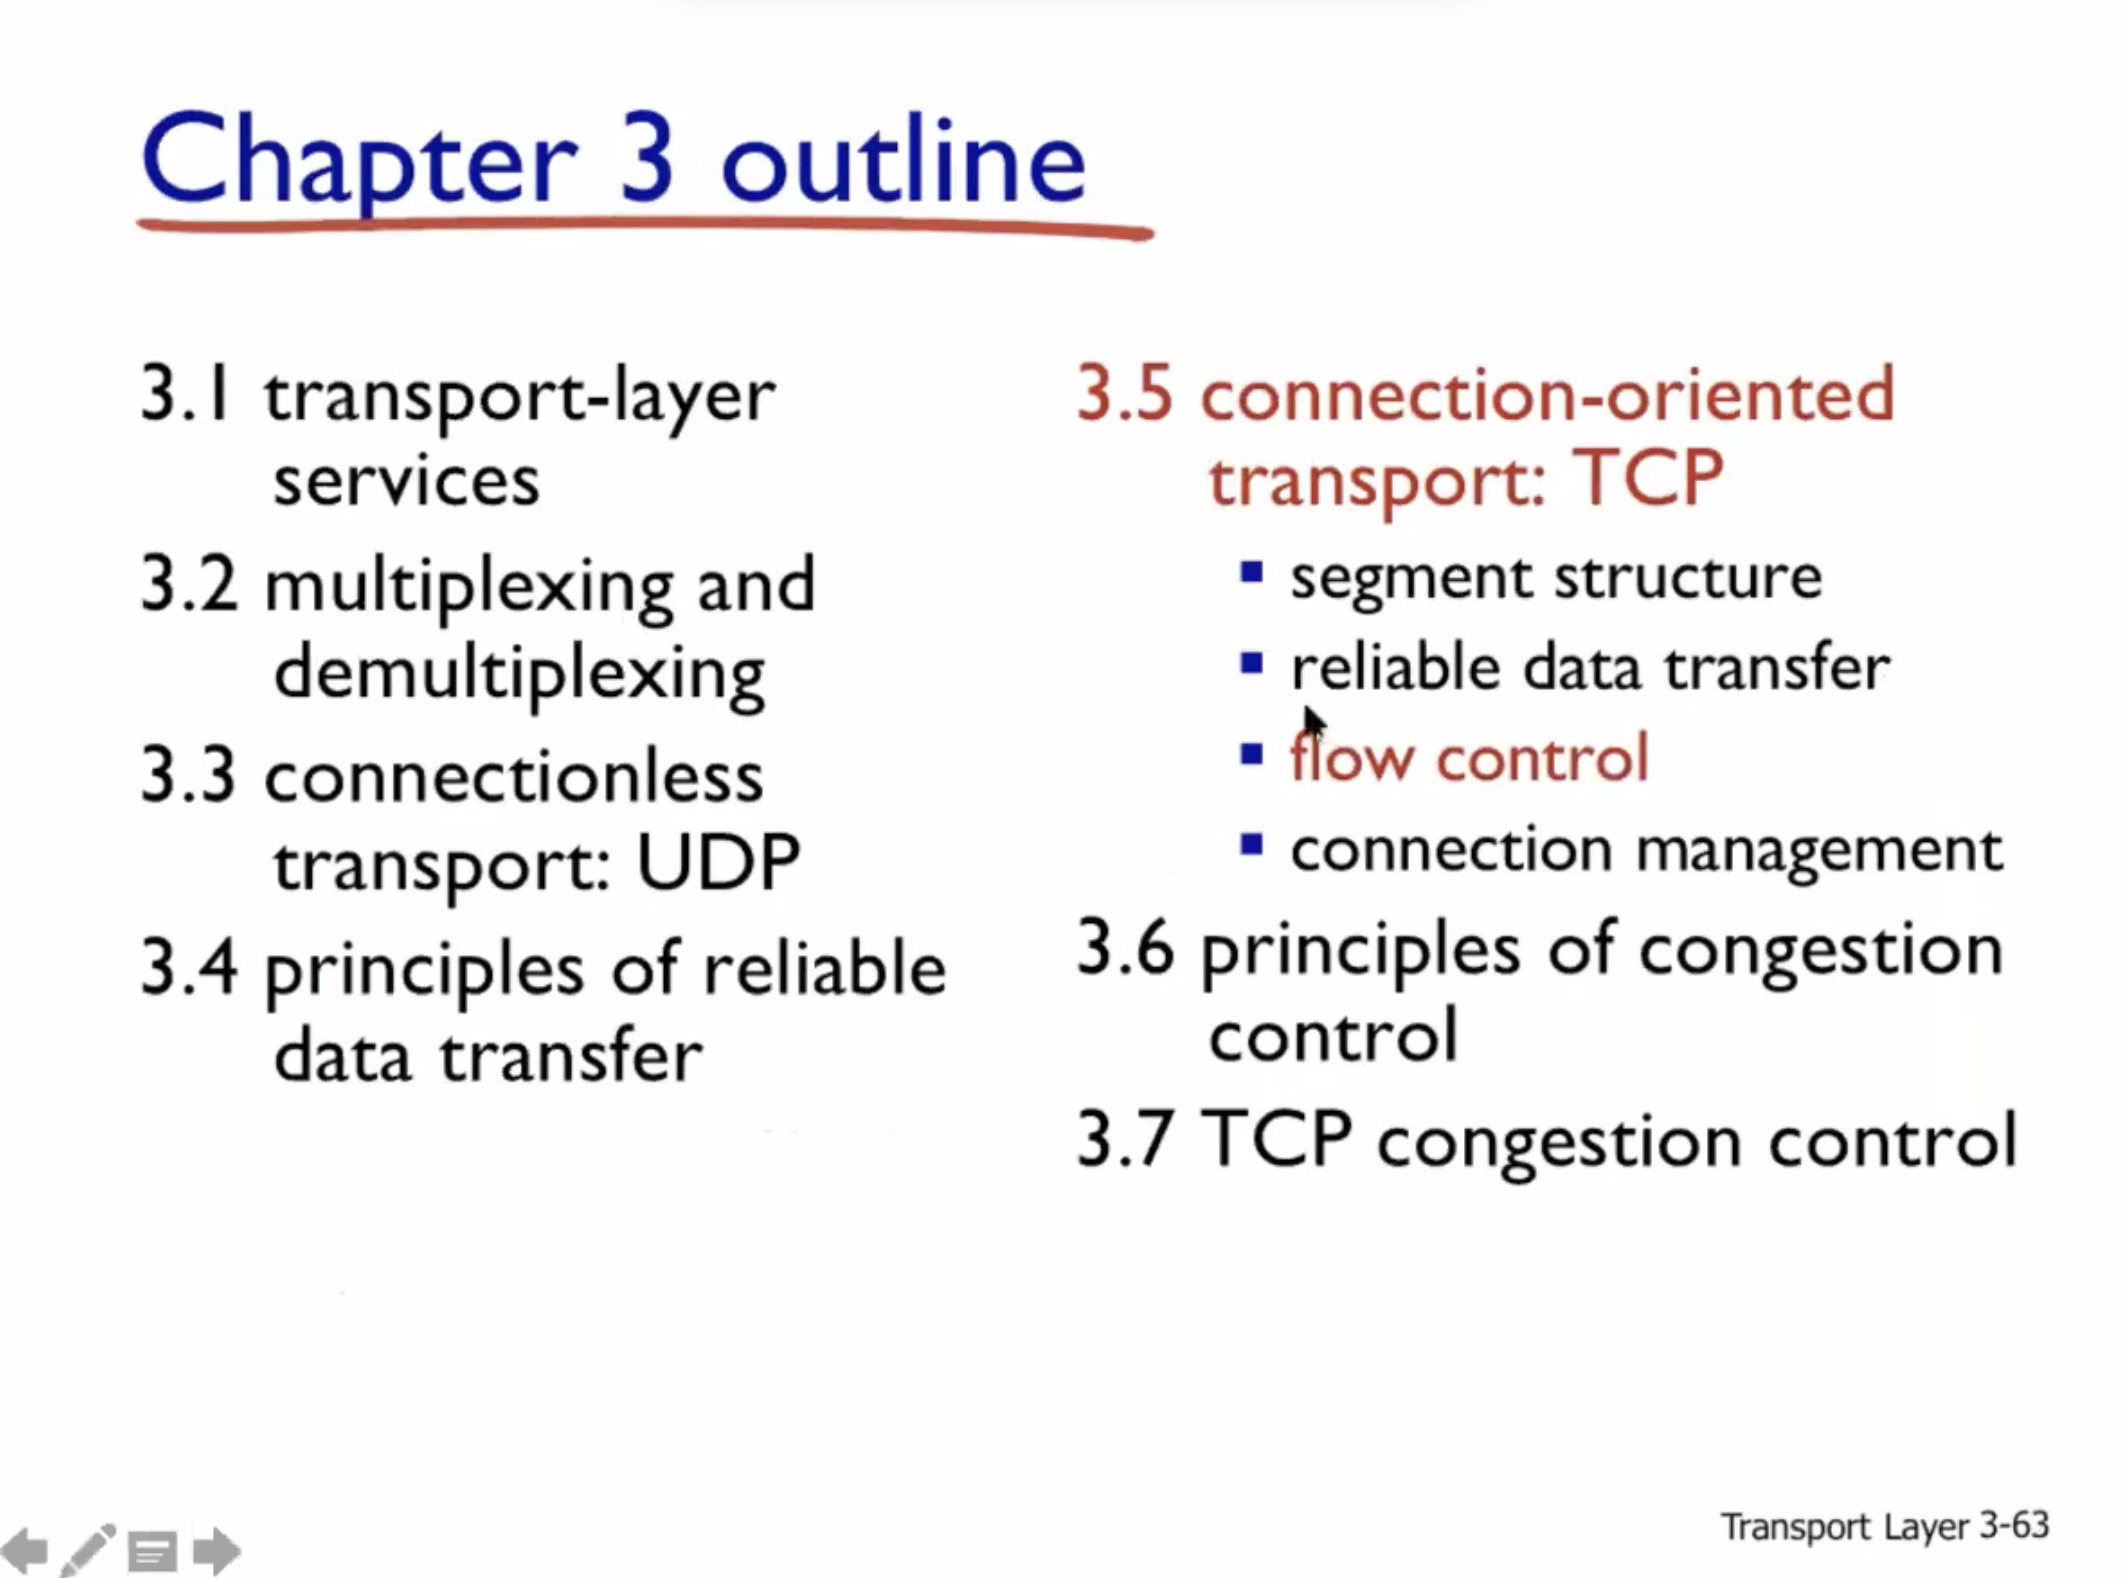 Chapter 3 outline
3.1 transport-layer
services
3.2 multiplexing and
demultiplexing
3.3 connectionless
transport: UDP
3.4 principles of reliable
data transfer
3.5 connection-oriented
transport: TCP
▪ segment structure
▪ reliable data transfer
▪ flow control
▪ connection management
3.6 principles of congestion
control
3.7 TCP congestion control
Transport Layer 3-63